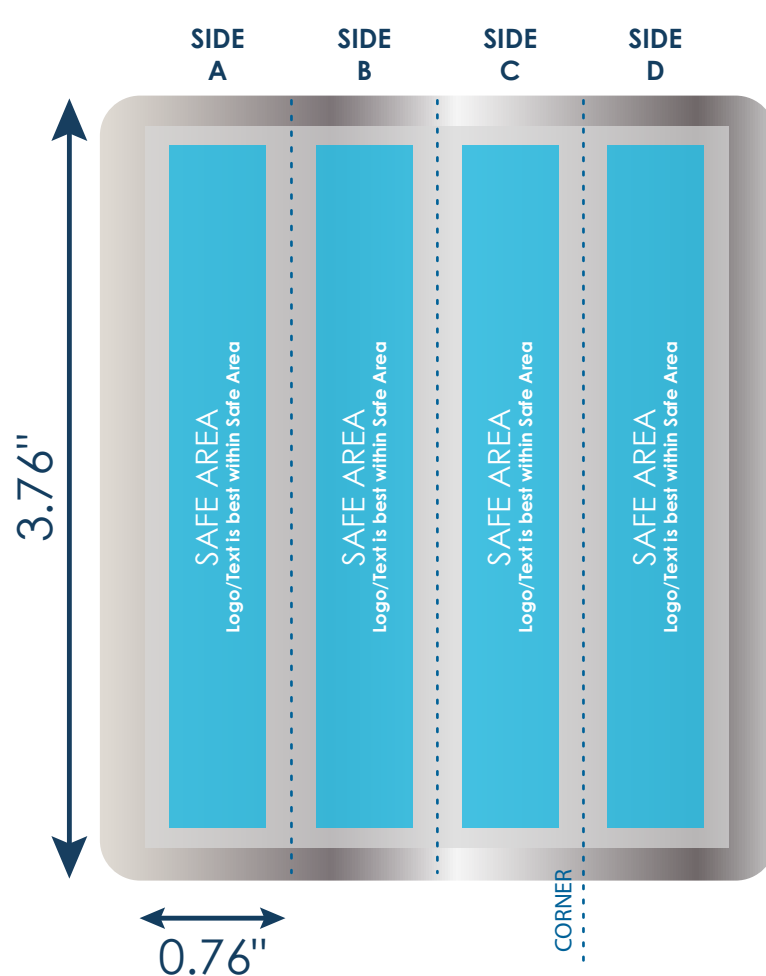 SIDE
A
SIDE
B
SIDE
C
SIDE
D
3.76"
SAFE AREA
Logo/Text is best within Safe Area
SAFE AREA
Logo/Text is best within Safe Area
SAFE AREA
Logo/Text is best within Safe Area
SAFE AREA
Logo/Text is best within Safe Area
CORNER
0.76"